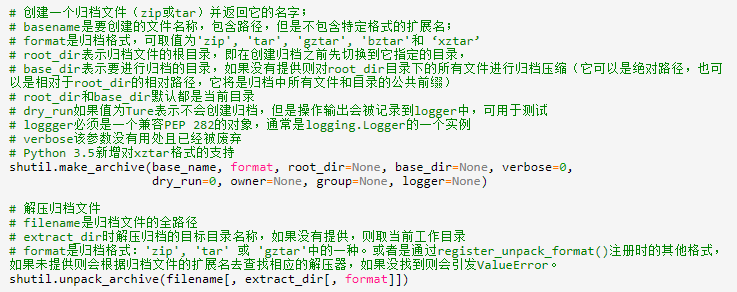 # 创建一个归档文件（zip或tar）并返回它的名字；
# basename是要创建的文件名称，包含路径，但是不包含特定格式的扩展名；
# format是归档格式，可取值为'zip', 'tar', 'gztar', 'bztar'和 ‘xztar’
# root_dir表示归档文件的根目录，即在创建归档之前先切换到它指定的目录，
# base_dir表示要进行归档的目录，如果没有提供则对root_dir目录下的所有文件进行归档压缩（它可以是绝对路径，也可
以是相对于root_dir的相对路径，它将是归档中所有文件和目录的公共前缀）
# root_dir和base_dir默认都是当前目录
# dry_run如果值为Ture表示不会创建归档，但是操作输出会被记录到logger中，可用于测试
# loggger必须是一个兼容PEP 282的对象，通常是logging.Logger的一个实例
# verbose该参数没有用处且已经被废弃
# Python 3.5新增对xztar格式的支持
shutil.make_archive(base_name, format, root_dir=None, base_dir=None, verbose=0,
dry_run=0, owner=None, group=None, logger=None)
# 解压归档文件
# filename是归档文件的全路径
# extract_dir时解压归档的目标目录名称，如果没有提供，则取当前工作目录
# format是归档格式：'zip', 'tar' 或 'gztar'中的一种。或者是通过register_unpack_format()注册时的其他格式，
如果未提供则会根据归档文件的扩展名去查找相应的解压器，如果没找到则会引发ValueError。
shutil.unpack_archive(filename[, extract_dir[, format]])